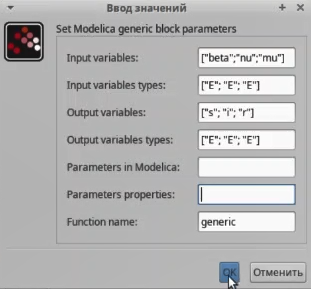 Ввод значений
Set Modelica generic block parameters
Input variables: ["beta";"nu";"mu"]
Input variables types: ["E"; "E"; "E"]
Output variables: ["s"; "i"; "r"]
Output variables types: ["E"; "E"; "E"]
Parameters in Modelica:
Parameters properties:
Function name: generic
OK Отменить